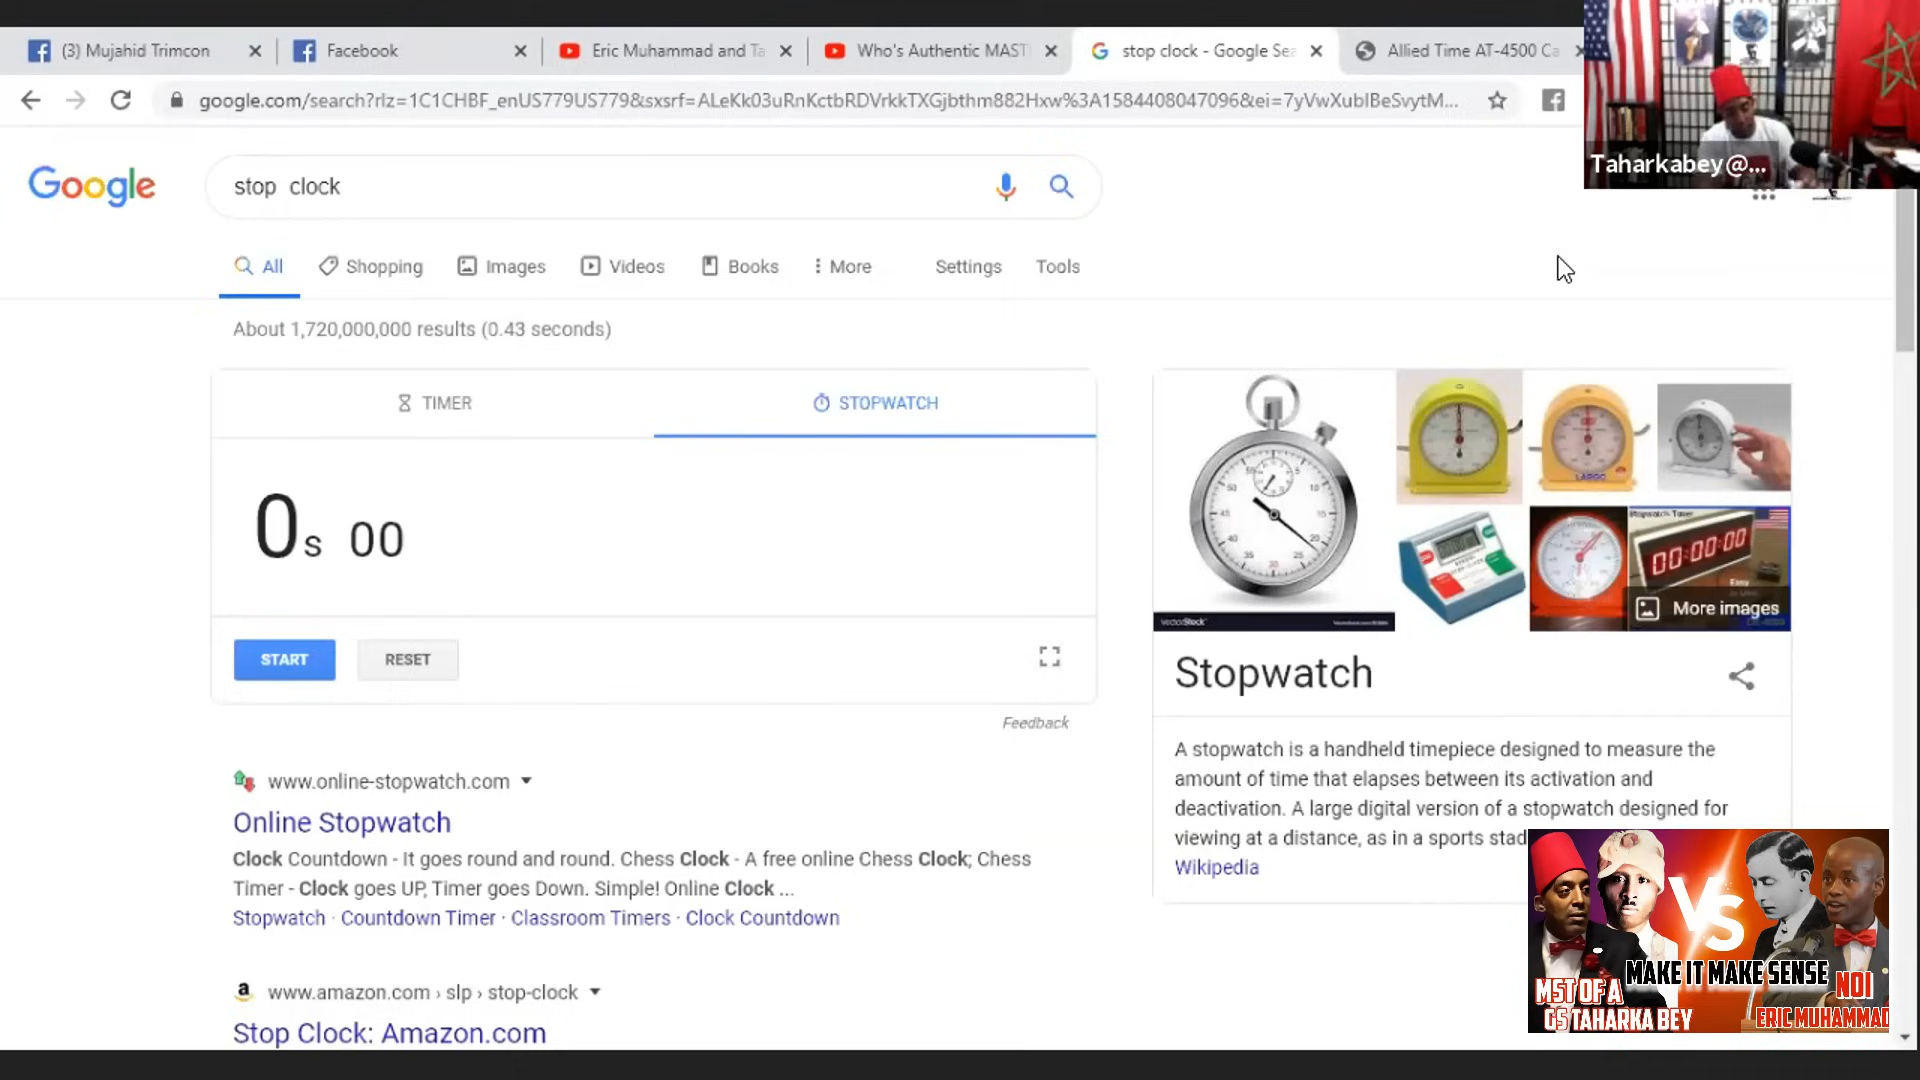 (3) Mujahid Trimcon
Facebook
Eric Muhammad and Ta
Who's Authentic MAST
stop clock - Google Sea
Allied Time AT-4500 Ca
google.com/search?rlz=1C1CHBF_enUS779US779&sxsrf=ALeKk03uRnKctbRDVrkkTXGjbthm882Hxw%3A1584408047096&ei=7yVwXublBeSvytM...
Taharkabey@...
Google
stop clock
All
Shopping
Images
Videos
Books
More
Settings
Tools
About 1,720,000,000 results (0.43 seconds)
TIMER
STOPWATCH
0s 00
START
RESET
Feedback
LARGO
Stopwatch Timer
00:00:00
Easy
VectorStock
More images
Stopwatch
A stopwatch is a handheld timepiece designed to measure the
amount of time that elapses between its activation and
deactivation. A large digital version of a stopwatch designed for
viewing at a distance, as in a sports stad
Wikipedia
www.online-stopwatch.com
Online Stopwatch
Clock Countdown - It goes round and round. Chess Clock - A free online Chess Clock; Chess
Timer - Clock goes UP, Timer goes Down. Simple! Online Clock ...
Stopwatch · Countdown Timer · Classroom Timers · Clock Countdown
www.amazon.com › slp › stop-clock
Stop Clock: Amazon.com
VS
MAKE IT MAKE SENSE
MST OF A
NOI
GS TAHARKA BEY
ERIC MUHAMMAD